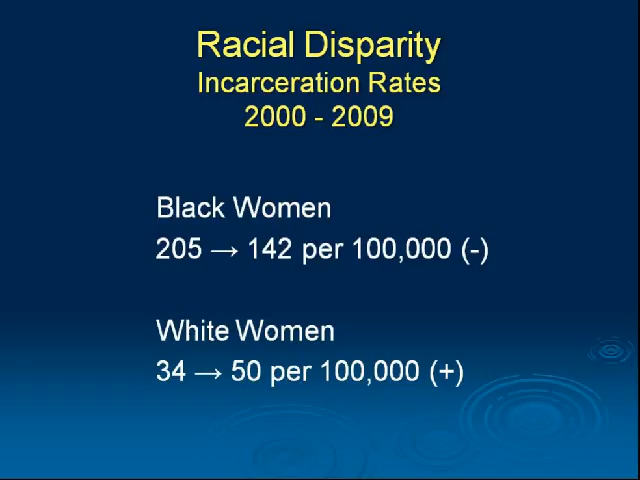 Racial Disparity
Incarceration Rates
2000 - 2009
Black Women
205 → 142 per 100,000 (-)
White Women
34 → 50 per 100,000 (+)